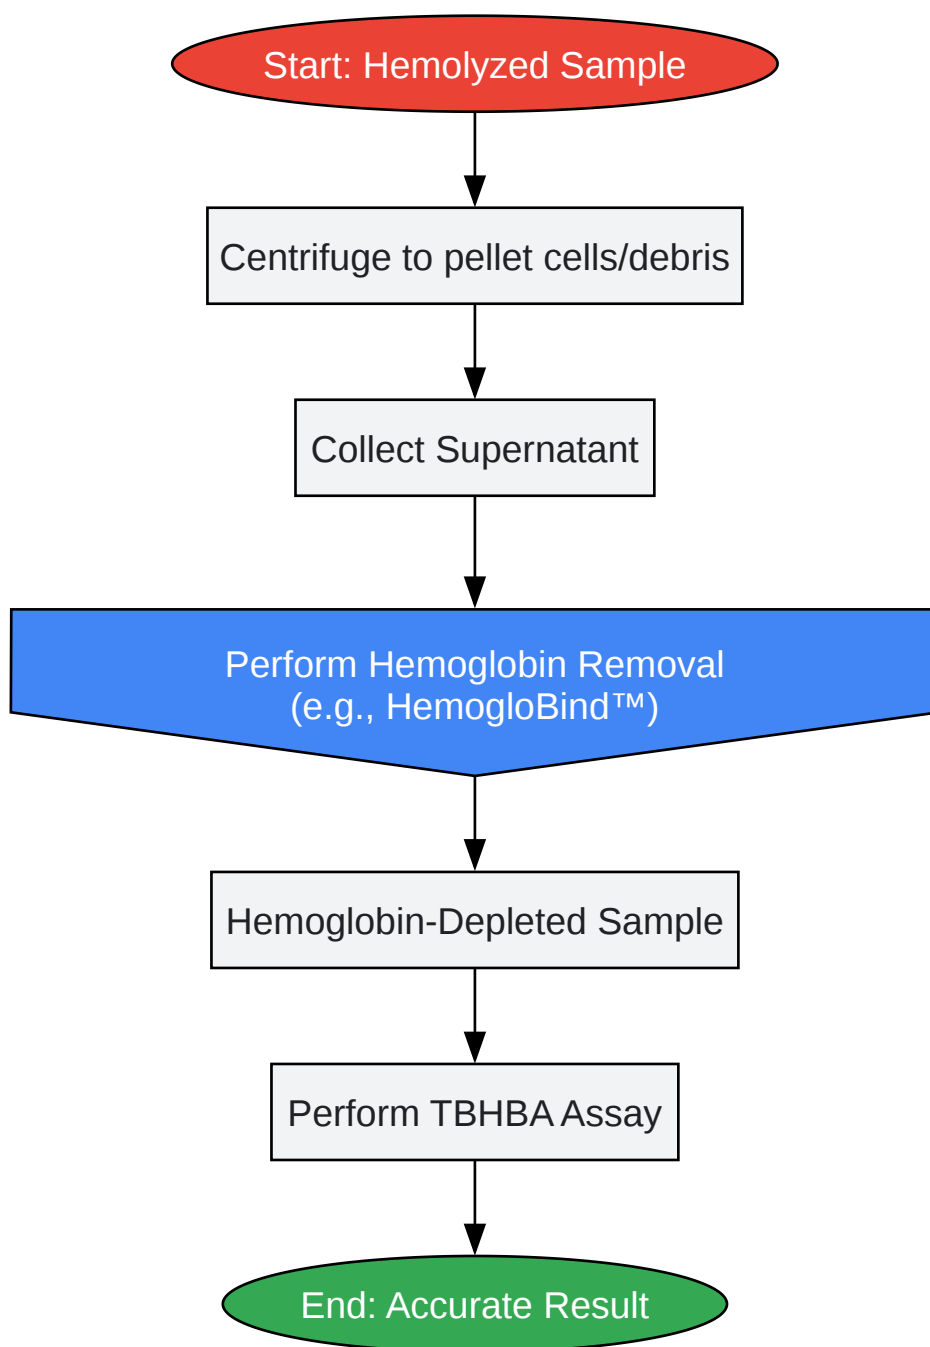 Start: Hemolyzed Sample
Centrifuge to pellet cells/debris
Collect Supernatant
Perform Hemoglobin Removal
(e.g., HemogloBind™)
Hemoglobin-Depleted Sample
Perform TBHBA Assay
End: Accurate Result